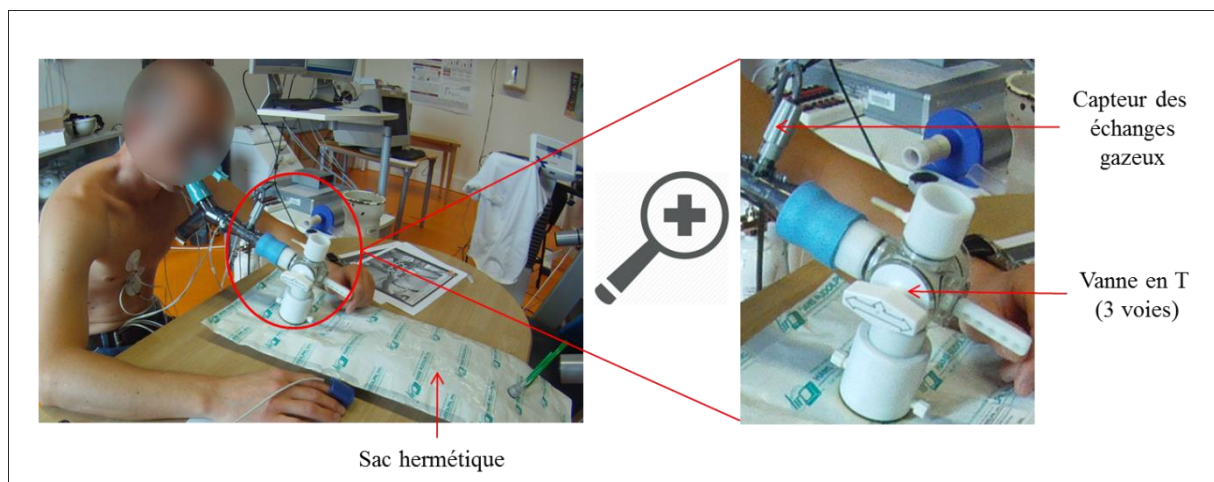 Capteur des
échanges
gazeux
Vanne en T
(3 voies)
Sac hermétique